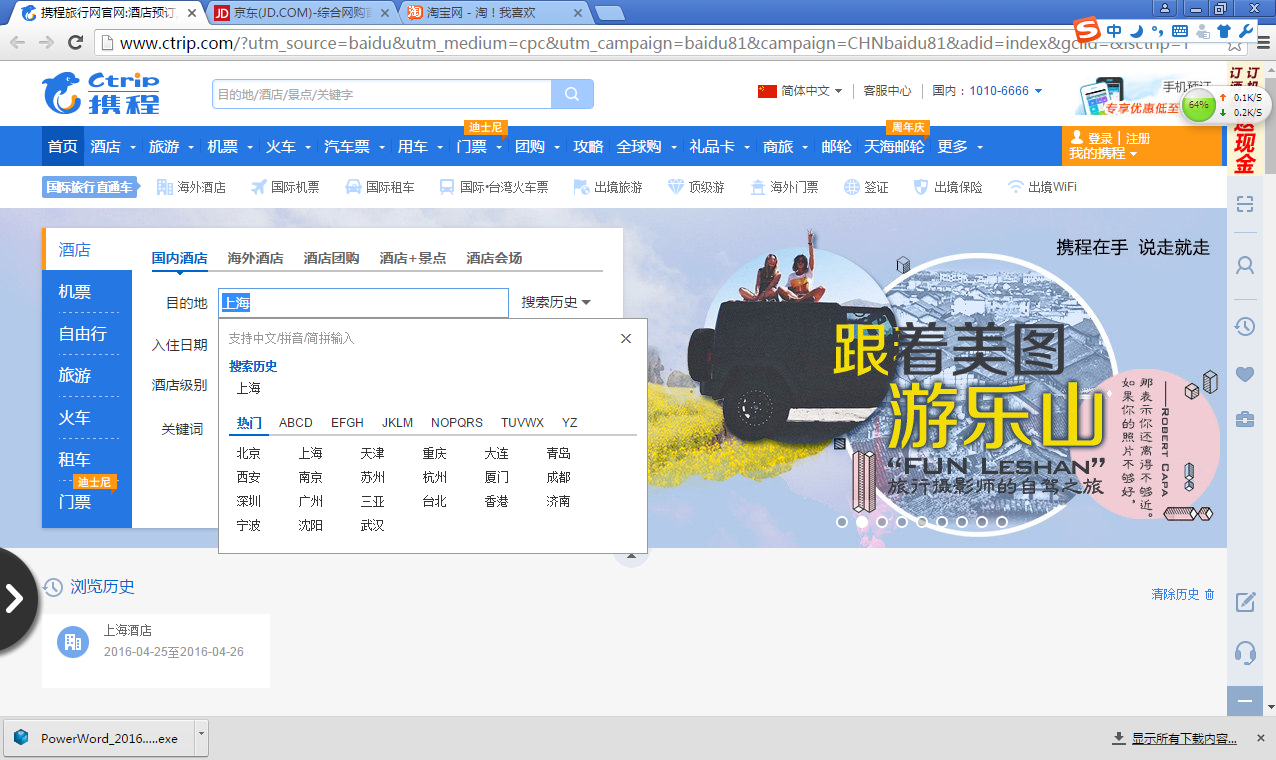 携程旅行网官网:酒店预订,
京东(JD.COM)-综合网购首
淘宝网 - 淘！我喜欢
中
www.ctrip.com/?utm_source=baidu&utm_medium=cpc&utm_campaign=baidu81&campaign=CHNbaidu81&adid=index&gclid=&isctrip=T
Ctrip
携程
目的地/酒店/景点/关键字
简体中文
客服中心
国内：1010-6666
手机预订
专享优惠低至
64%
0.1K/S
0.2K/S
订 订
送现金
迪士尼
周年庆
首页 酒店 旅游 机票 火车 汽车票 用车 门票 团购 攻略 全球购 礼品卡 商旅 邮轮 天海邮轮 更多
登录 | 注册
我的携程
国际旅行直通车 海外酒店 国际机票 国际租车 国际•台湾火车票 出境旅游 顶级游 海外门票 签证 出境保险 出境WiFi
酒店
机票
自由行
旅游
火车
租车
迪士尼
门票
国内酒店 海外酒店 酒店团购 酒店+景点 酒店会场
目的地 上海 搜索历史
入住日期
酒店级别
关键词
支持中文/拼音/简拼输入
搜索历史
上海
热门 ABCD EFGH JKLM NOPQRS TUVWX YZ
北京 上海 天津 重庆 大连 青岛
西安 南京 苏州 杭州 厦门 成都
深圳 广州 三亚 台北 香港 济南
宁波 沈阳 武汉
携程在手 说走就走
跟着美图
游乐山
“FUN LESHAN”
旅行摄影师的自驾之旅
如果你的照片不够好，
那表示你还离得不够近。
——ROBERT CAPA
浏览历史
清除历史
上海酒店
2016-04-25至2016-04-26
PowerWord_2016.....exe
显示所有下载内容...